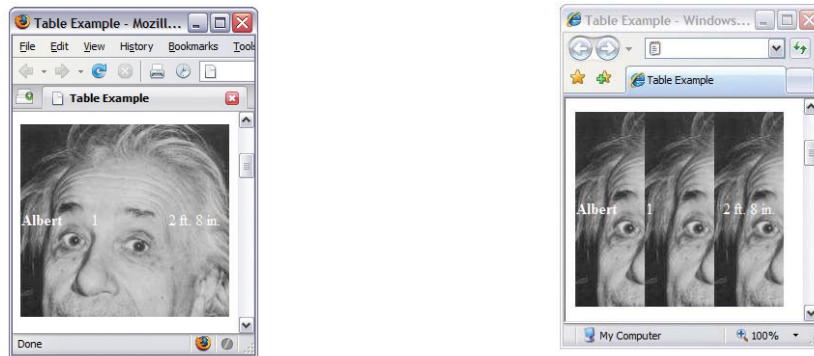 Table Example - Mozill...
File Edit View History Bookmarks Tools
Table Example
Albert 1 2 ft. 8 in.
Done
Table Example - Windows...
Table Example
Albert 1 2 ft. 8 in.
My Computer 100%